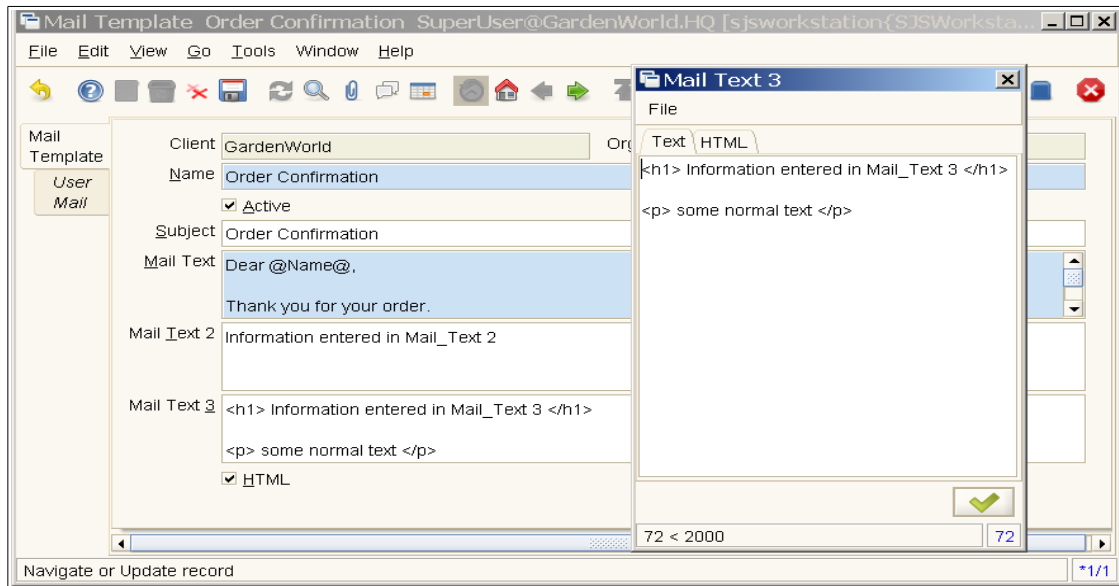 Mail Template Order Confirmation SuperUser@GardenWorld.HQ [sjsworkstation{SJSWorksta...
File Edit View Go Tools Window Help
Mail Template
User Mail
Client GardenWorld
Name Order Confirmation
Active
Subject Order Confirmation
Mail Text Dear @Name@,
Thank you for your order.
Mail Text 2 Information entered in Mail_Text 2
Mail Text 3 <h1> Information entered in Mail_Text 3 </h1>
<p> some normal text </p>
HTML
Navigate or Update record *1/1
Mail Text 3
File
Text HTML
<h1> Information entered in Mail_Text 3 </h1>
<p> some normal text </p>
72 < 2000 72